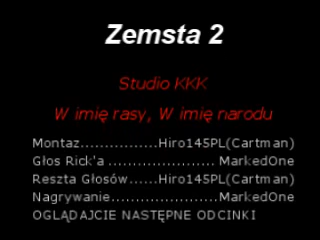 Zemsta 2
Studio KKK
W imię rasy, W imię narodu
Montaz................Hiro145PL(Cartman)
Głos Rick'a ...................... MarkedOne
Reszta Głosów......Hiro145PL(Cartman)
Nagrywanie......................MarkedOne
OGLĄDAJCIE NASTĘPNE ODCINKI